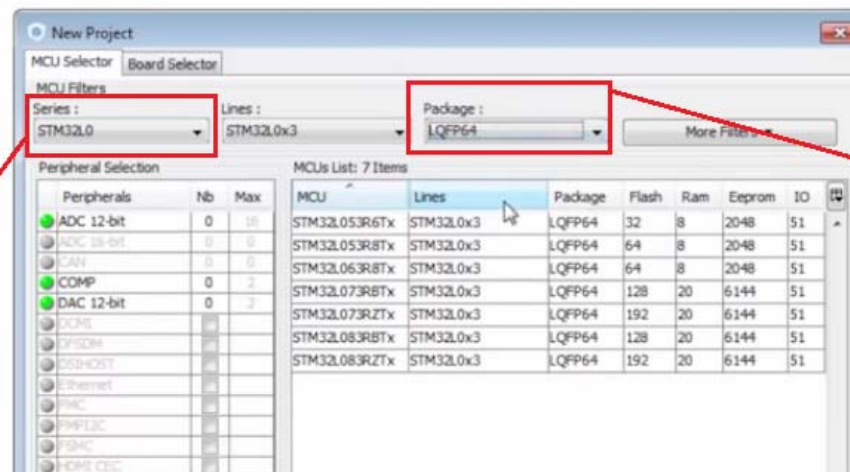 New Project
MCU Selector Board Selector
MCU Filters
Series : Lines : Package :
STM32L0 STM32L0x3 LQFP64 More Filters
Peripheral Selection MCUs List: 7 Items
Peripherals Nb Max MCU Lines Package Flash Ram Eeprom IO
ADC 12-bit 0 16 STM32L053R6Tx STM32L0x3 LQFP64 32 8 2048 51
ADC 16-bit 0 0 STM32L053R8Tx STM32L0x3 LQFP64 64 8 2048 51
CAN 0 0 STM32L063R8Tx STM32L0x3 LQFP64 64 8 2048 51
COMP 0 2 STM32L073RBTx STM32L0x3 LQFP64 128 20 6144 51
DAC 12-bit 0 2 STM32L073RZTx STM32L0x3 LQFP64 192 20 6144 51
DCMI STM32L083RBTx STM32L0x3 LQFP64 128 20 6144 51
DFSDM STM32L083RZTx STM32L0x3 LQFP64 192 20 6144 51
DSIHOST
Ethernet
FMC
FMPI2C
FSMC
HDMI CEC